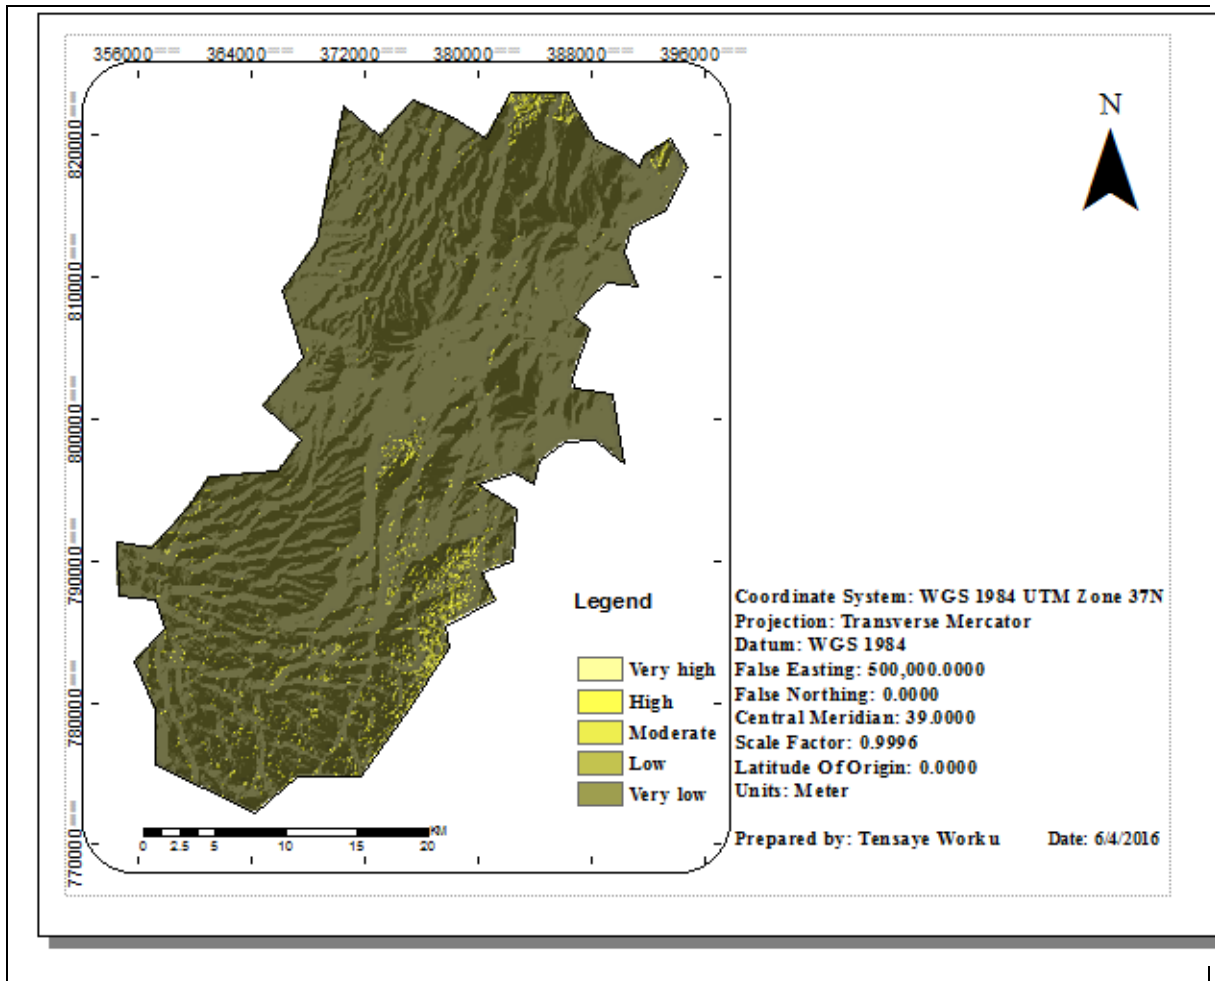 356000 364000 372000 380000 388000 396000
N
820000
810000
800000
790000
780000
770000
Legend
Very high
High
Moderate
Low
Very low
Coordinate System: WGS 1984 UTM Zone 37N
Projection: Transverse Mercator
Datum: WGS 1984
False Easting: 500,000.0000
False Northing: 0.0000
Central Meridian: 39.0000
Scale Factor: 0.9996
Latitude Of Origin: 0.0000
Units: Meter
KM
0 2.5 5 10 15 20
Prepared by: Tensaye Worku Date: 6/4/2016